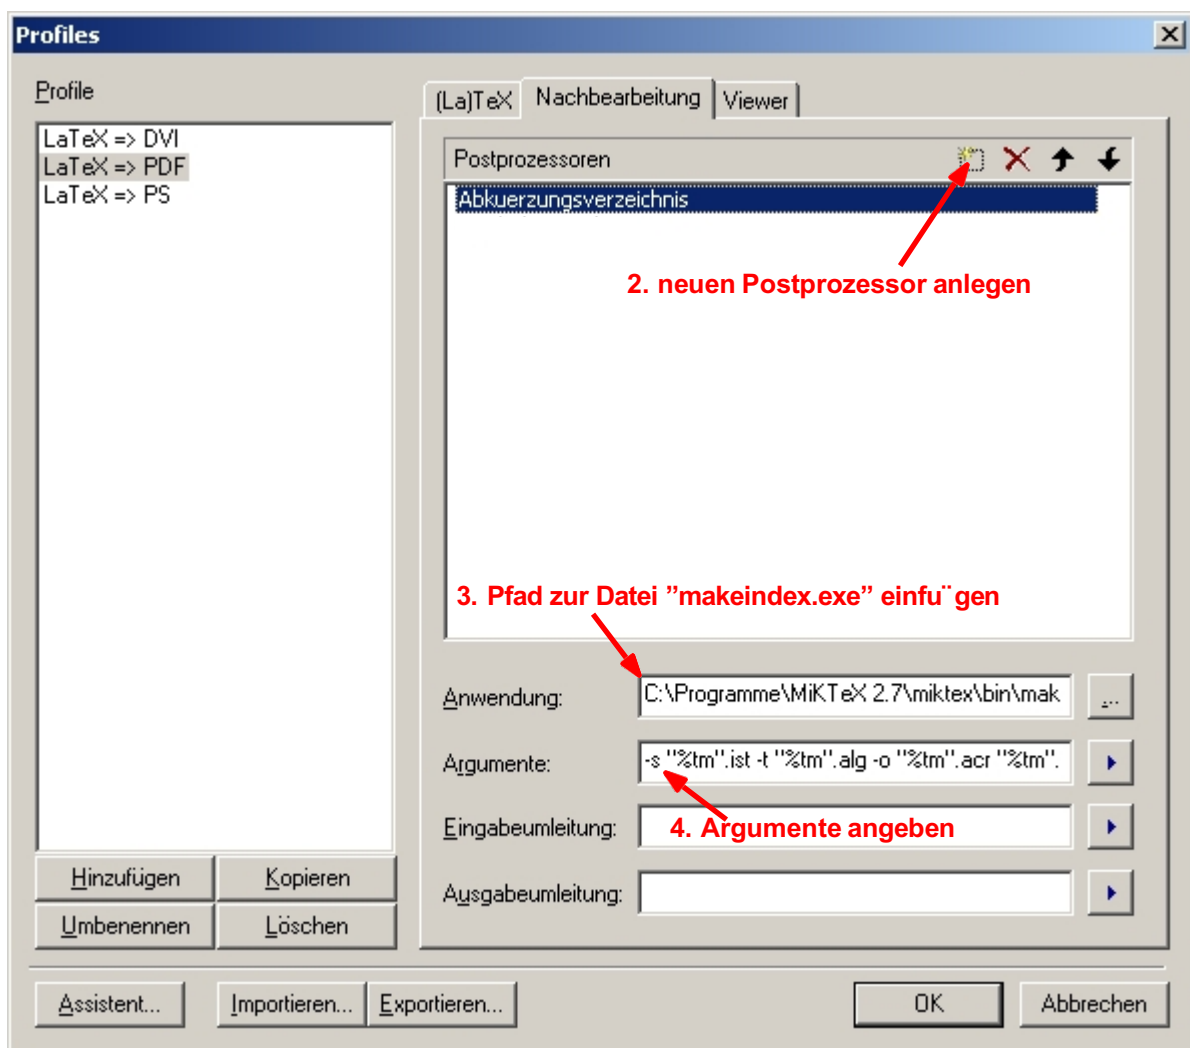 Profiles
Profile
LaTeX => DVI
LaTeX => PDF
LaTeX => PS
Hinzufügen
Kopieren
Umbenennen
Löschen
(La)TeX
Nachbearbeitung
Viewer
Postprozessoren
Abkuerzungsverzeichnis
2. neuen Postprozessor anlegen
3. Pfad zur Datei ”makeindex.exe” einfu¨gen
Anwendung:
C:\Programme\MiKTeX 2.7\miktex\bin\mak
...
Argumente:
-s "%tm".ist -t "%tm".alg -o "%tm".acr "%tm".
Eingabeumleitung:
4. Argumente angeben
Ausgabeumleitung:
Assistent...
Importieren...
Exportieren...
OK
Abbrechen